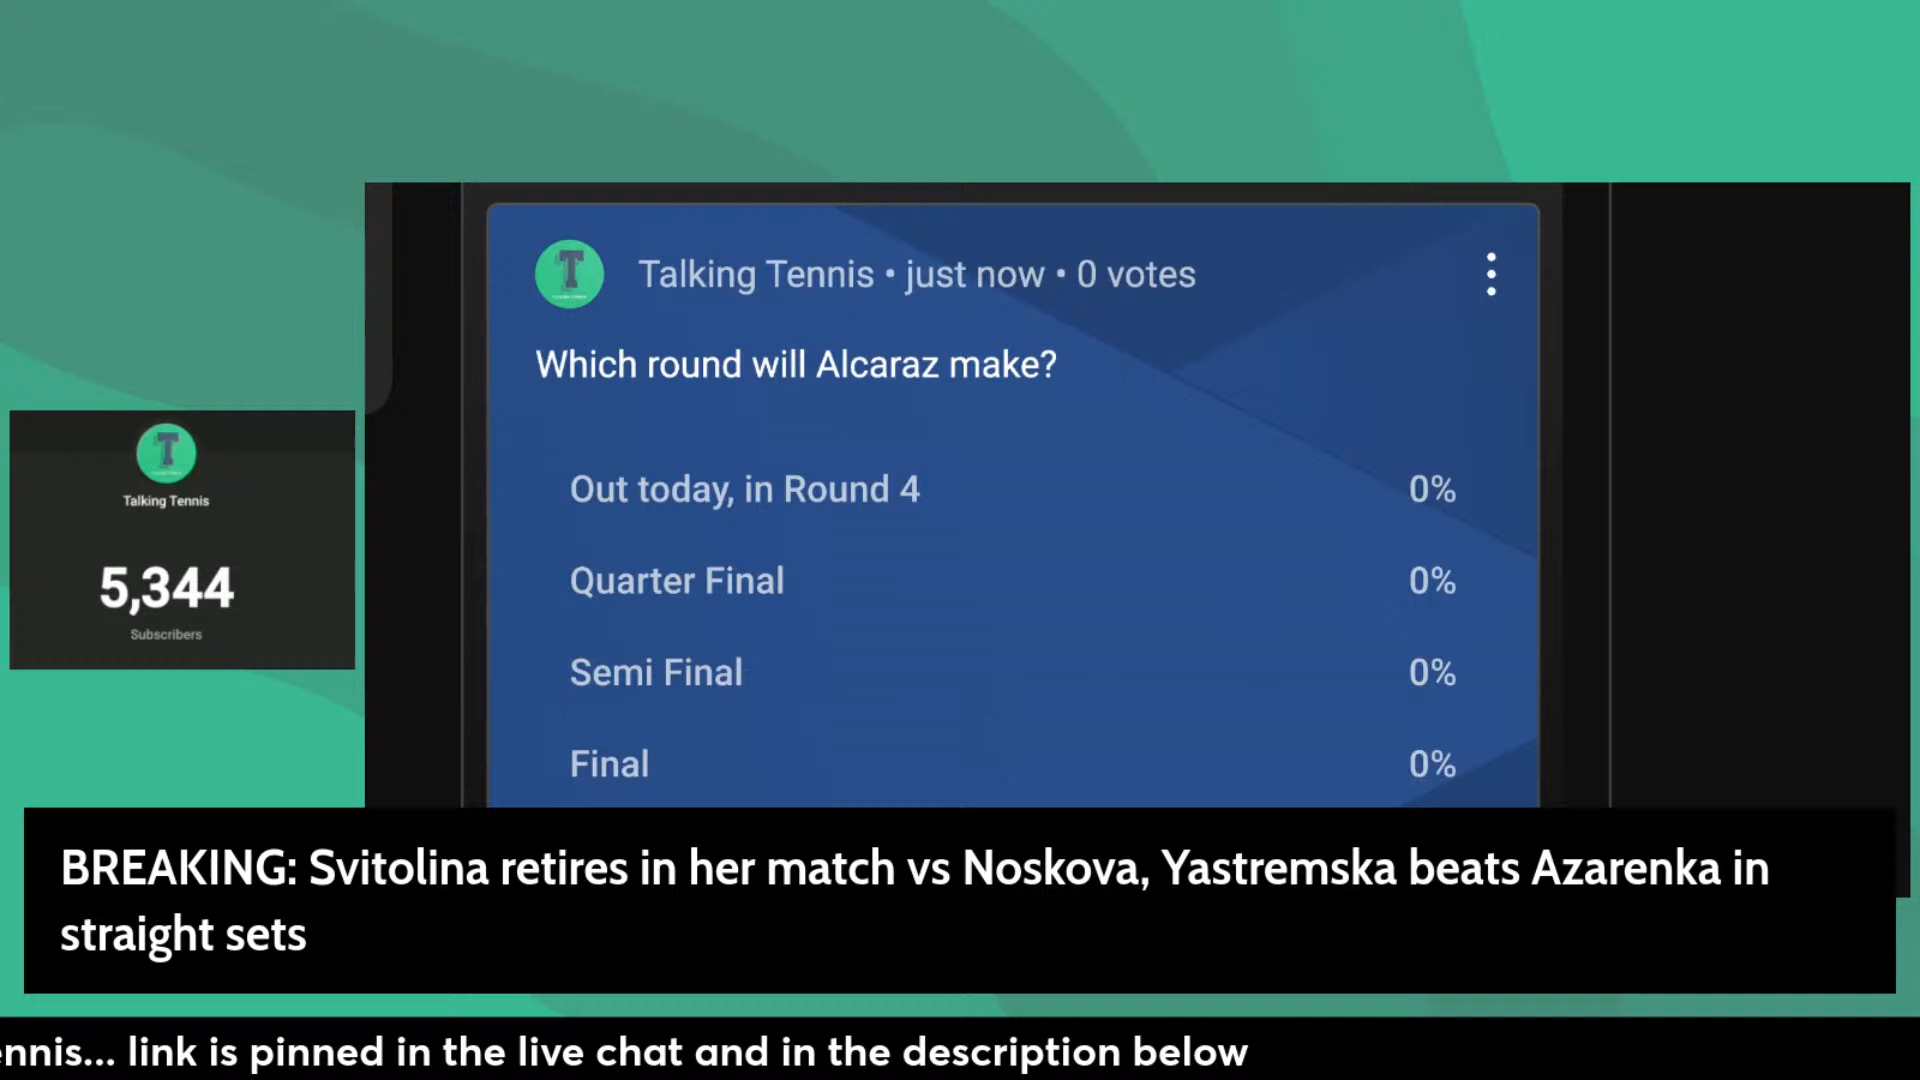 Talking Tennis • just now • 0 votes
Which round will Alcaraz make?
Out today, in Round 4 0%
Quarter Final 0%
Semi Final 0%
Final 0%
T
Talking Tennis
5,344
Subscribers
BREAKING: Svitolina retires in her match vs Noskova, Yastremska beats Azarenka in
straight sets
ennis... link is pinned in the live chat and in the description below